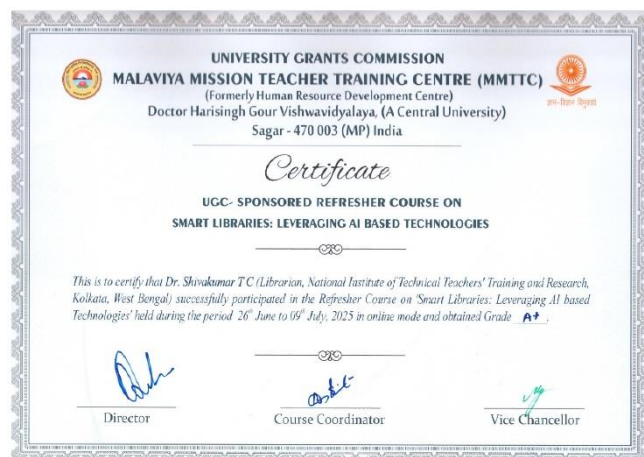 UNIVERSITY GRANTS COMMISSION
MALAVIYA MISSION TEACHER TRAINING CENTRE (MMTTC)
(Formerly Human Resource Development Centre)
Doctor Harisingh Gour Vishwavidyalaya, (A Central University)
Sagar - 470 003 (MP) India
ज्ञान-विज्ञान विमुक्तये
Certificate
UGC- SPONSORED REFRESHER COURSE ON
SMART LIBRARIES: LEVERAGING AI BASED TECHNOLOGIES
This is to certify that Dr. Shivakumar T C (Librarian, National Institute of Technical Teachers' Training and Research,
Kolkata, West Bengal) successfully participated in the Refresher Course on 'Smart Libraries: Leveraging AI based
Technologies' held during the period 26th June to 09th July, 2025 in online mode and obtained Grade A+ .
Director
Course Coordinator
Vice Chancellor